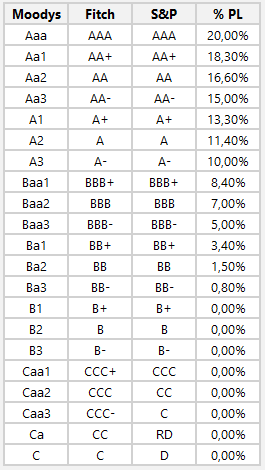 Moodys Fitch S&P % PL
Aaa AAA AAA 20,00%
Aa1 AA+ AA+ 18,30%
Aa2 AA AA 16,60%
Aa3 AA- AA- 15,00%
A1 A+ A+ 13,30%
A2 A A 11,40%
A3 A- A- 10,00%
Baa1 BBB+ BBB+ 8,40%
Baa2 BBB BBB 7,00%
Baa3 BBB- BBB- 5,00%
Ba1 BB+ BB+ 3,40%
Ba2 BB BB 1,50%
Ba3 BB- BB- 0,80%
B1 B+ B+ 0,00%
B2 B B 0,00%
B3 B- B- 0,00%
Caa1 CCC+ CCC 0,00%
Caa2 CCC CC 0,00%
Caa3 CCC- C 0,00%
Ca CC RD 0,00%
C C D 0,00%